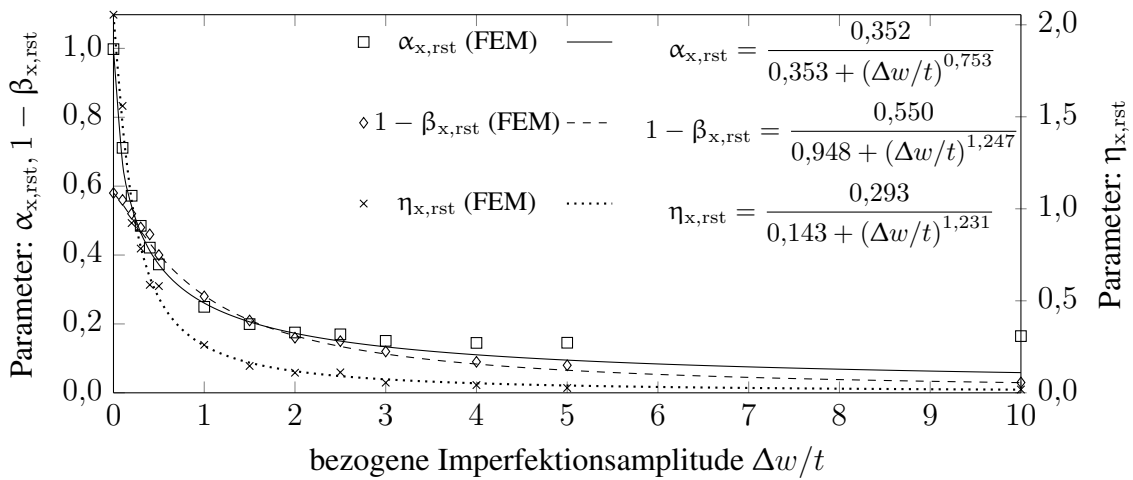 Parameter: α_x,rst, 1 − β_x,rst
1,0
0,8
0,6
0,4
0,2
0,0
α_x,rst (FEM)
α_x,rst = 0,352 / (0,353 + (Δw/t)^0,753)
1 − β_x,rst (FEM)
1 − β_x,rst = 0,550 / (0,948 + (Δw/t)^1,247)
η_x,rst (FEM)
η_x,rst = 0,293 / (0,143 + (Δw/t)^1,231)
2,0
1,5
1,0
0,5
0,0
Parameter: η_x,rst
0 1 2 3 4 5 6 7 8 9 10
bezogene Imperfektionsamplitude Δw/t